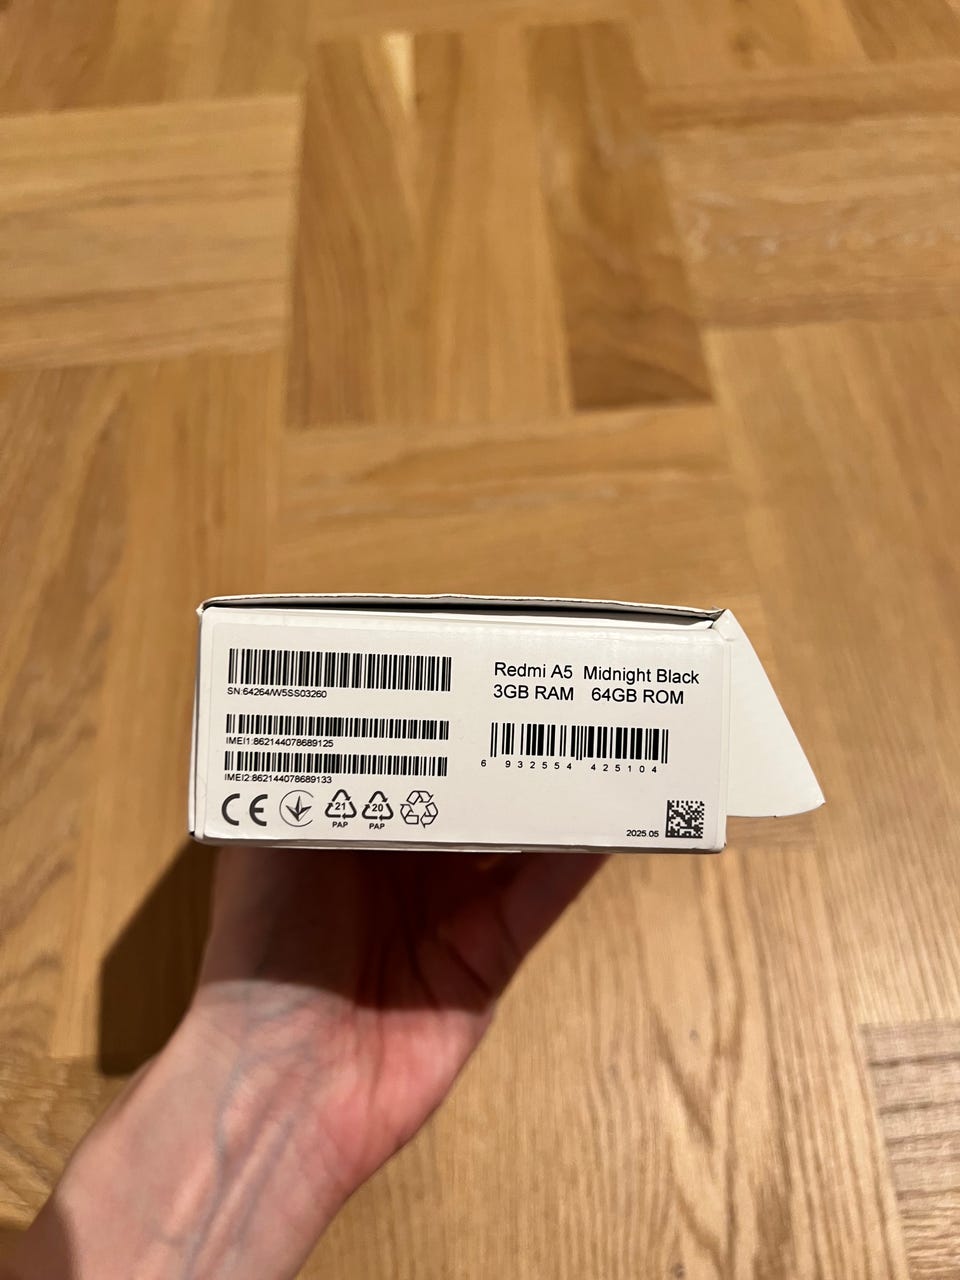 SN:64264/W5SS03260
IMEI1:862144078689125
IMEI2:862144078689133
CE
21
PAP
20
PAP
Redmi A5 Midnight Black
3GB RAM 64GB ROM
6 932554 425104
2025.05